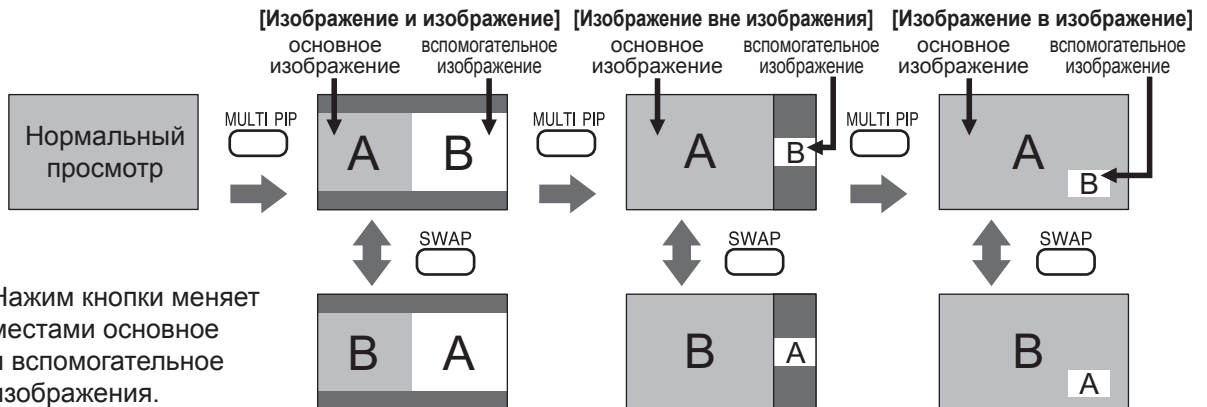 [Изображение и изображение] [Изображение вне изображения] [Изображение в изображение]
основное вспомогательное основное вспомогательное основное вспомогательное
изображение изображение изображение изображение изображение изображение
Нормальный
просмотр
MULTI PIP
A B
MULTI PIP
A B
MULTI PIP
A
B
SWAP SWAP SWAP
Нажим кнопки меняет
местами основное
и вспомогательное
изображения.
B A
B A
B
A